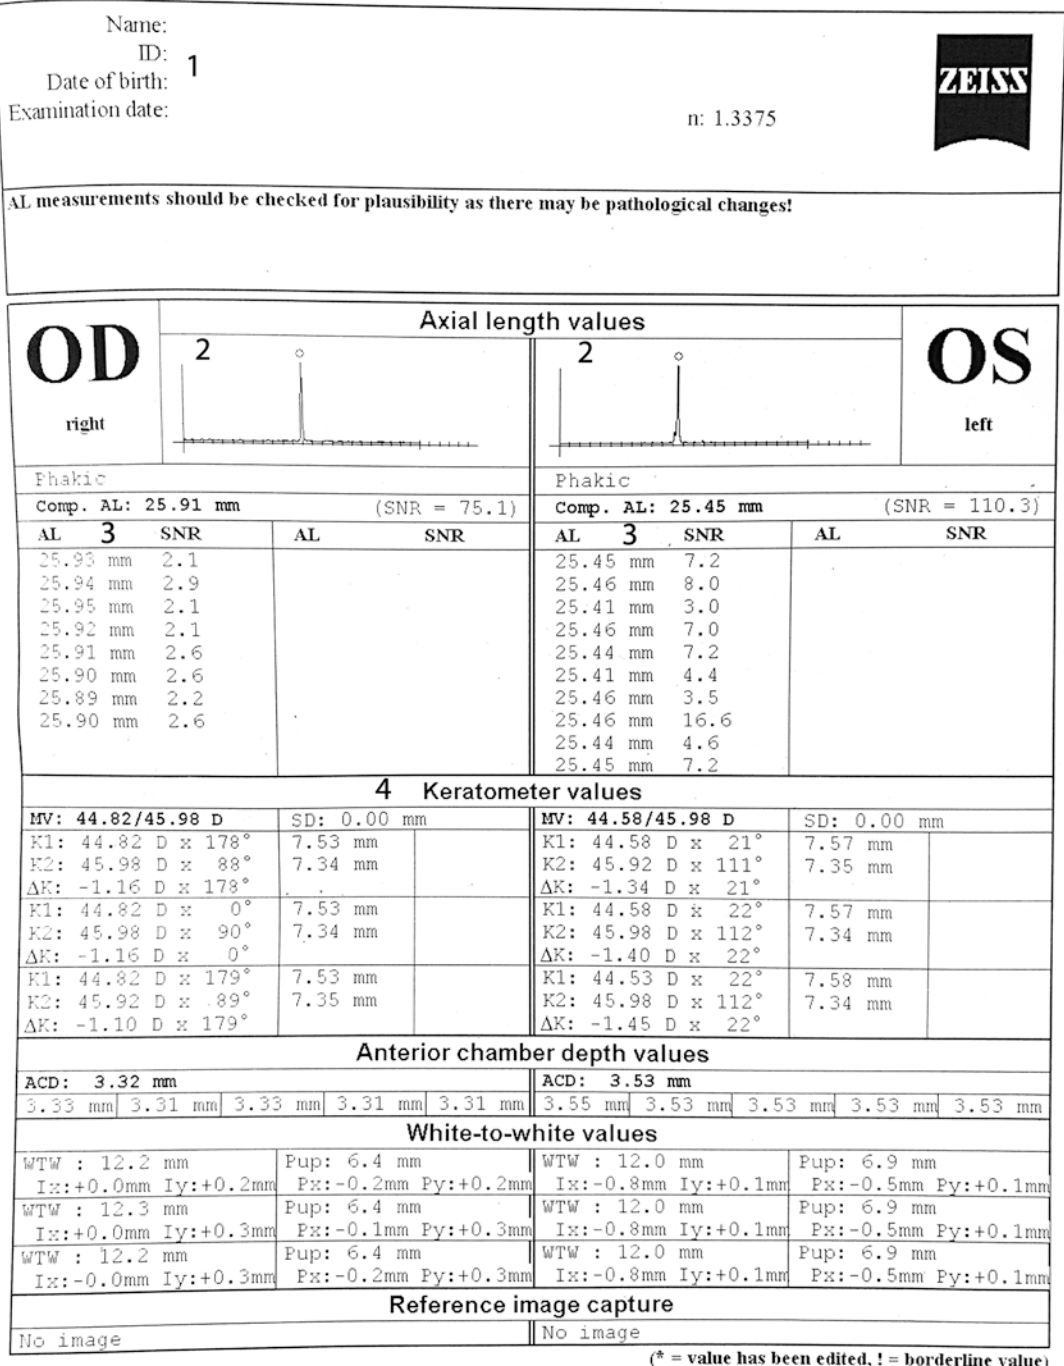 Name:
ID:
1
Date of birth:
Examination date:
n: 1.3375
ZEISS
AL measurements should be checked for plausibility as there may be pathological changes!
OD
right
Axial length values
2
2
OS
left
Phakic
Phakic
Comp. AL: 25.91 mm (SNR = 75.1)
Comp. AL: 25.45 mm (SNR = 110.3)
AL 3 SNR AL SNR
AL 3 SNR AL SNR
25.93 mm 2.1
25.94 mm 2.9
25.95 mm 2.1
25.92 mm 2.1
25.91 mm 2.6
25.90 mm 2.6
25.89 mm 2.2
25.90 mm 2.6
25.45 mm 7.2
25.46 mm 8.0
25.41 mm 3.0
25.46 mm 7.0
25.44 mm 7.2
25.41 mm 4.4
25.46 mm 3.5
25.46 mm 16.6
25.44 mm 4.6
25.45 mm 7.2
4 Keratometer values
MV: 44.82/45.98 D SD: 0.00 mm
K1: 44.82 D x 178° 7.53 mm
K2: 45.98 D x 88° 7.34 mm
ΔK: -1.16 D x 178°
K1: 44.82 D x 0° 7.53 mm
K2: 45.98 D x 90° 7.34 mm
ΔK: -1.16 D x 0°
K1: 44.82 D x 179° 7.53 mm
K2: 45.92 D x 89° 7.35 mm
ΔK: -1.10 D x 179°
MV: 44.58/45.98 D SD: 0.00 mm
K1: 44.58 D x 21° 7.57 mm
K2: 45.92 D x 111° 7.35 mm
ΔK: -1.34 D x 21°
K1: 44.58 D x 22° 7.57 mm
K2: 45.98 D x 112° 7.34 mm
ΔK: -1.40 D x 22°
K1: 44.53 D x 22° 7.58 mm
K2: 45.98 D x 112° 7.34 mm
ΔK: -1.45 D x 22°
Anterior chamber depth values
ACD: 3.32 mm
3.33 mm 3.31 mm 3.33 mm 3.31 mm 3.31 mm
ACD: 3.53 mm
3.55 mm 3.53 mm 3.53 mm 3.53 mm 3.53 mm
White-to-white values
WTW : 12.2 mm Pup: 6.4 mm
Ix:+0.0mm Iy:+0.2mm Px:-0.2mm Py:+0.2mm
WTW : 12.3 mm Pup: 6.4 mm
Ix:+0.0mm Iy:+0.3mm Px:-0.1mm Py:+0.3mm
WTW : 12.2 mm Pup: 6.4 mm
Ix:-0.0mm Iy:+0.3mm Px:-0.2mm Py:+0.3mm
WTW : 12.0 mm Pup: 6.9 mm
Ix:-0.8mm Iy:+0.1mm Px:-0.5mm Py:+0.1mm
WTW : 12.0 mm Pup: 6.9 mm
Ix:-0.8mm Iy:+0.1mm Px:-0.5mm Py:+0.1mm
WTW : 12.0 mm Pup: 6.9 mm
Ix:-0.8mm Iy:+0.1mm Px:-0.5mm Py:+0.1mm
Reference image capture
No image
No image
(* = value has been edited, ! = borderline value)